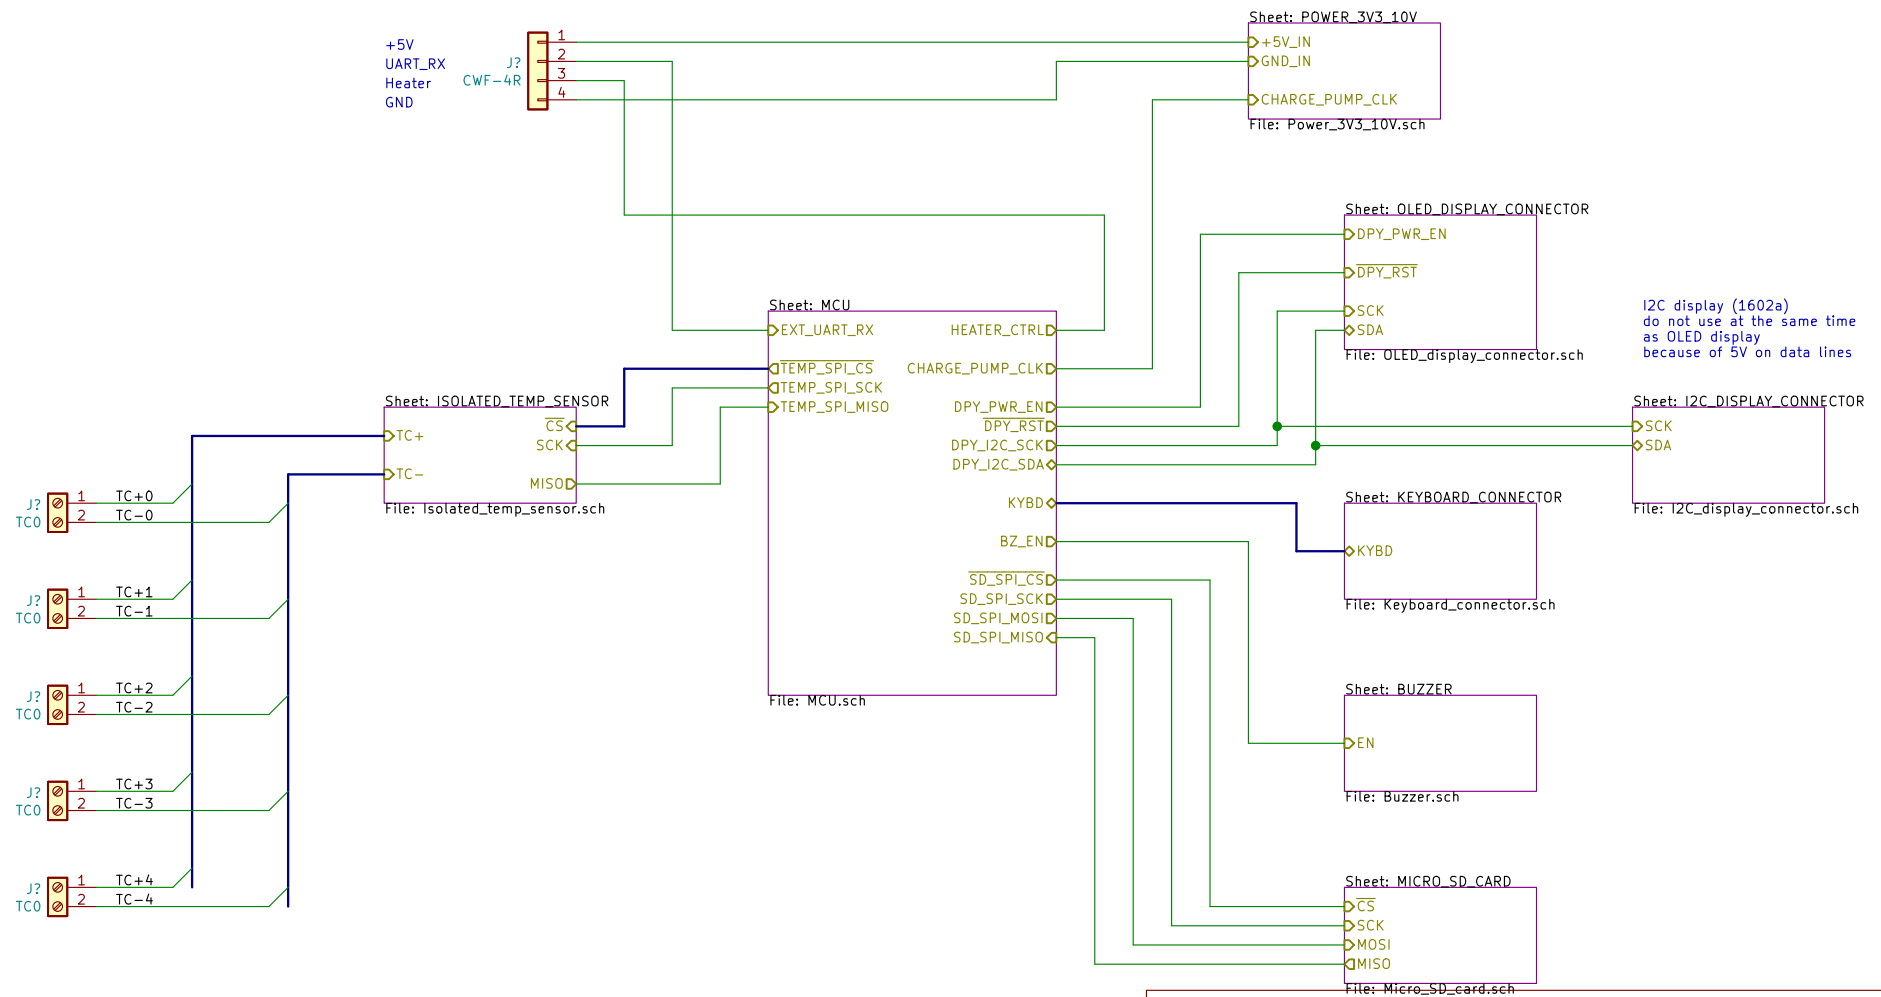 +5V
UART_RX
Heater
GND
J?
CWF-4R
1
2
3
4
Sheet: POWER_3V3_10V
+5V_IN
GND_IN
CHARGE_PUMP_CLK
File: Power_3V3_10V.sch
Sheet: OLED_DISPLAY_CONNECTOR
DPY_PWR_EN
DPY_RST
SCK
SDA
File: OLED_display_connector.sch
I2C display (1602a)
do not use at the same time
as OLED display
because of 5V on data lines
Sheet: MCU
EXT_UART_RX
TEMP_SPI_CS
TEMP_SPI_SCK
TEMP_SPI_MISO
HEATER_CTRL
CHARGE_PUMP_CLK
DPY_PWR_EN
DPY_RST
DPY_I2C_SCK
DPY_I2C_SDA
KYBD
BZ_EN
SD_SPI_CS
SD_SPI_SCK
SD_SPI_MOSI
SD_SPI_MISO
File: MCU.sch
Sheet: ISOLATED_TEMP_SENSOR
TC+
TC-
CS
SCK
MISO
File: Isolated_temp_sensor.sch
Sheet: I2C_DISPLAY_CONNECTOR
SCK
SDA
File: I2C_display_connector.sch
Sheet: KEYBOARD_CONNECTOR
KYBD
File: Keyboard_connector.sch
Sheet: BUZZER
EN
File: Buzzer.sch
Sheet: MICRO_SD_CARD
CS
SCK
MOSI
MISO
File: Micro_SD_card.sch
J?
TC0
1
2
TC+0
TC-0
J?
TC0
1
2
TC+1
TC-1
J?
TC0
1
2
TC+2
TC-2
J?
TC0
1
2
TC+3
TC-3
J?
TC0
1
2
TC+4
TC-4